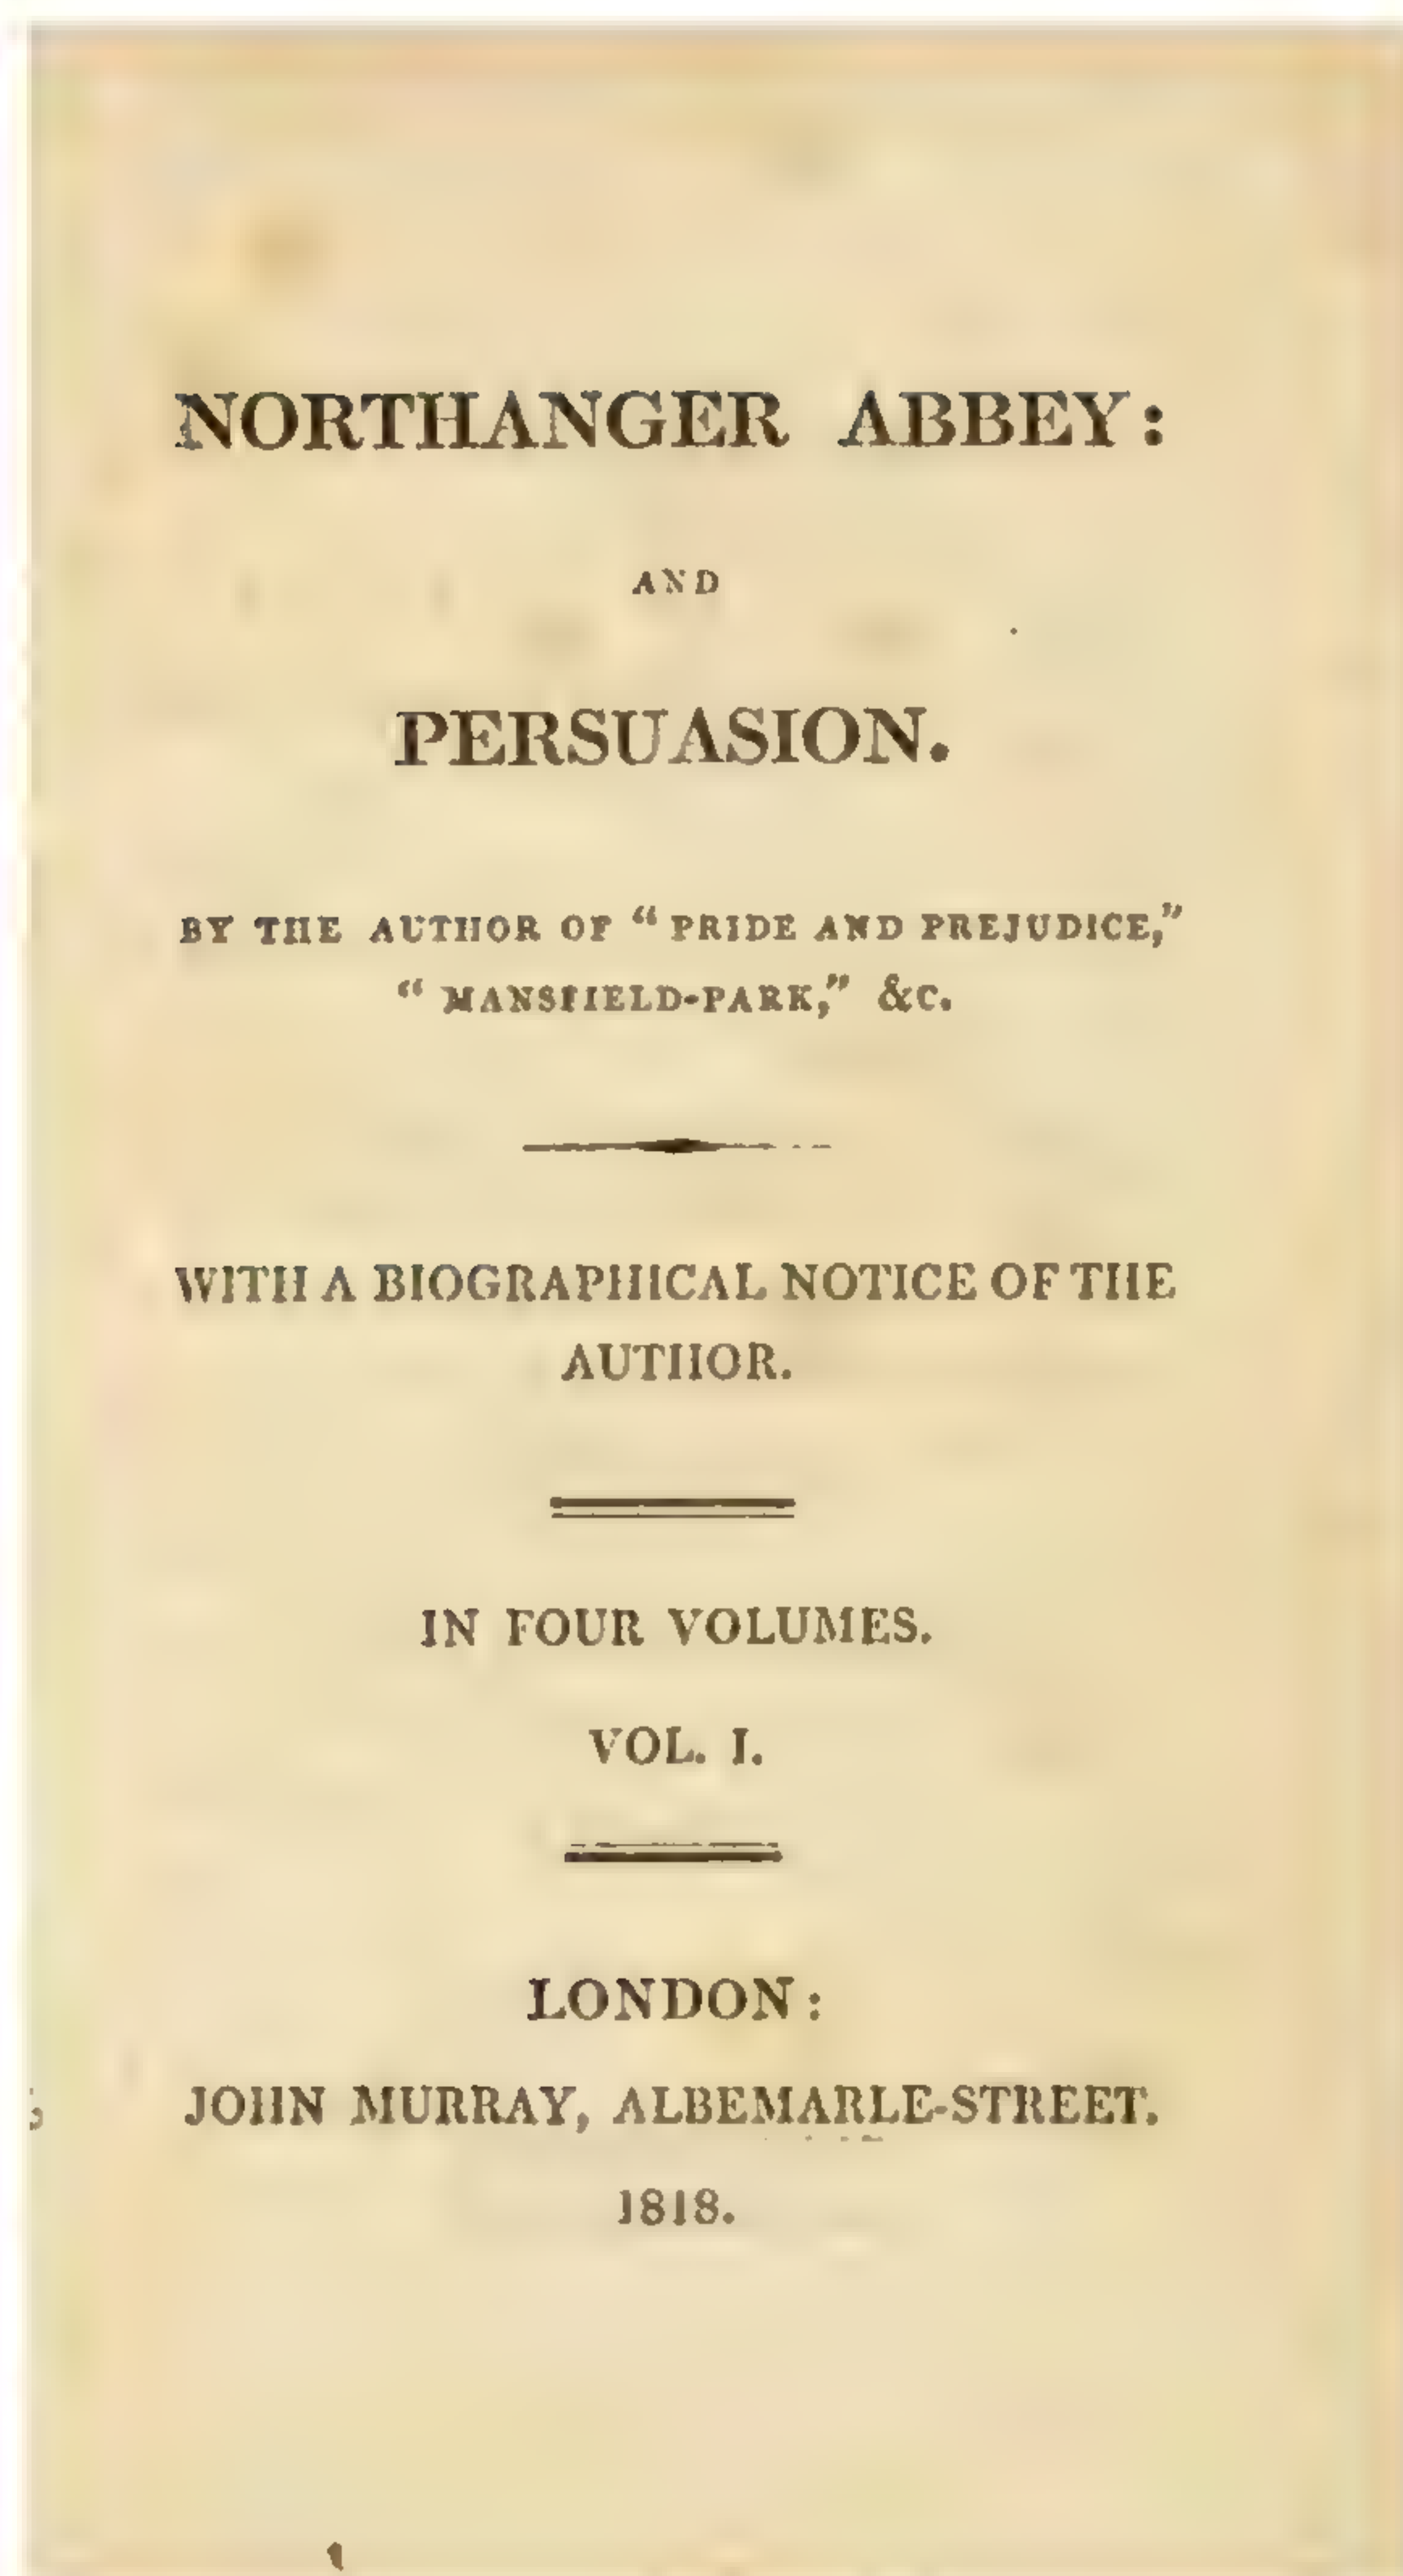 NORTHANGER ABBEY:
AND
PERSUASION.
BY THE AUTHOR OF “PRIDE AND PREJUDICE,”
“MANSFIELD-PARK,” &C.
WITH A BIOGRAPHICAL NOTICE OF THE
AUTHOR.
IN FOUR VOLUMES.
VOL. I.
LONDON:
JOHN MURRAY, ALBEMARLE-STREET.
1818.